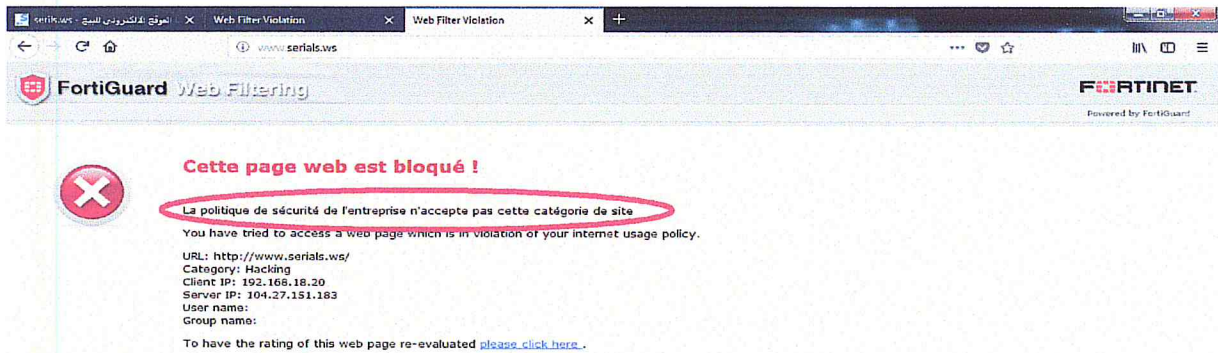 serils.ws - الموقع الالكتروني للبيع
Web Filter Violation
Web Filter Violation
www.serials.ws
FortiGuard Web Filtering
FORTINET
Powered by FortiGuard
Cette page web est bloqué !
La politique de sécurité de l'entreprise n'accepte pas cette catégorie de site
You have tried to access a web page which is in violation of your internet usage policy.
URL: http://www.serials.ws/
Category: Hacking
Client IP: 192.168.18.20
Server IP: 104.27.151.183
User name:
Group name:
To have the rating of this web page re-evaluated please click here .